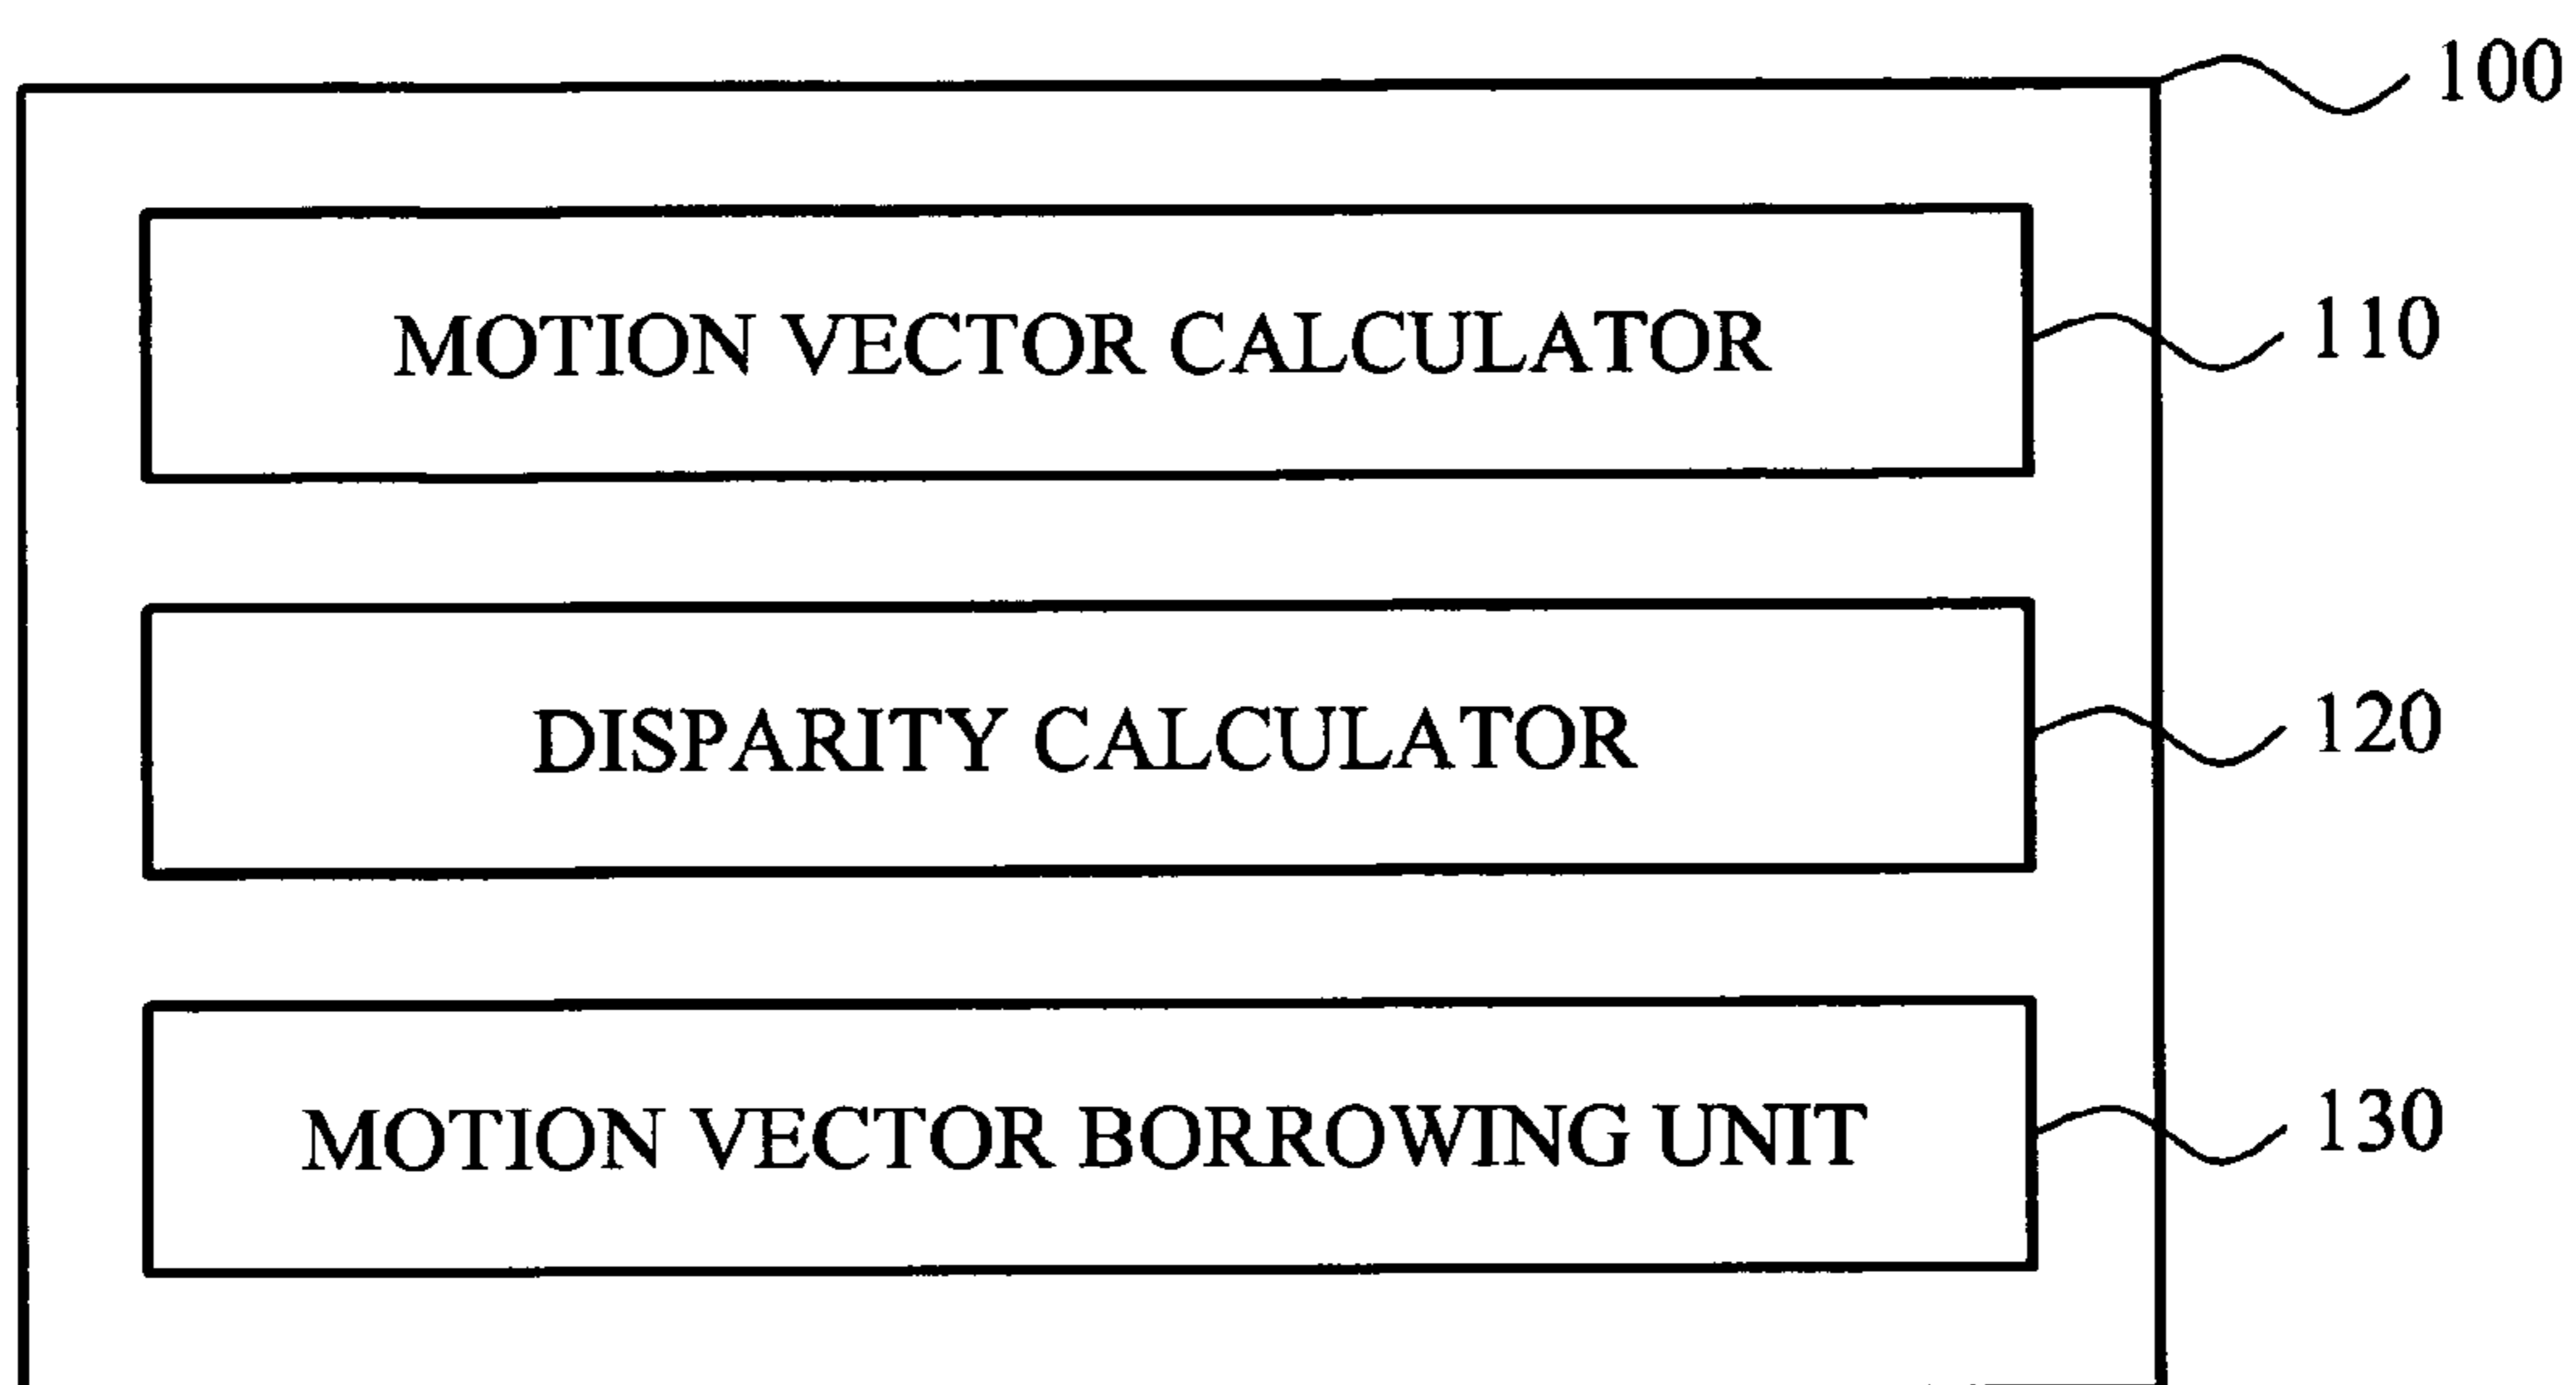 100
MOTION VECTOR CALCULATOR
110
DISPARITY CALCULATOR
120
MOTION VECTOR BORROWING UNIT
130